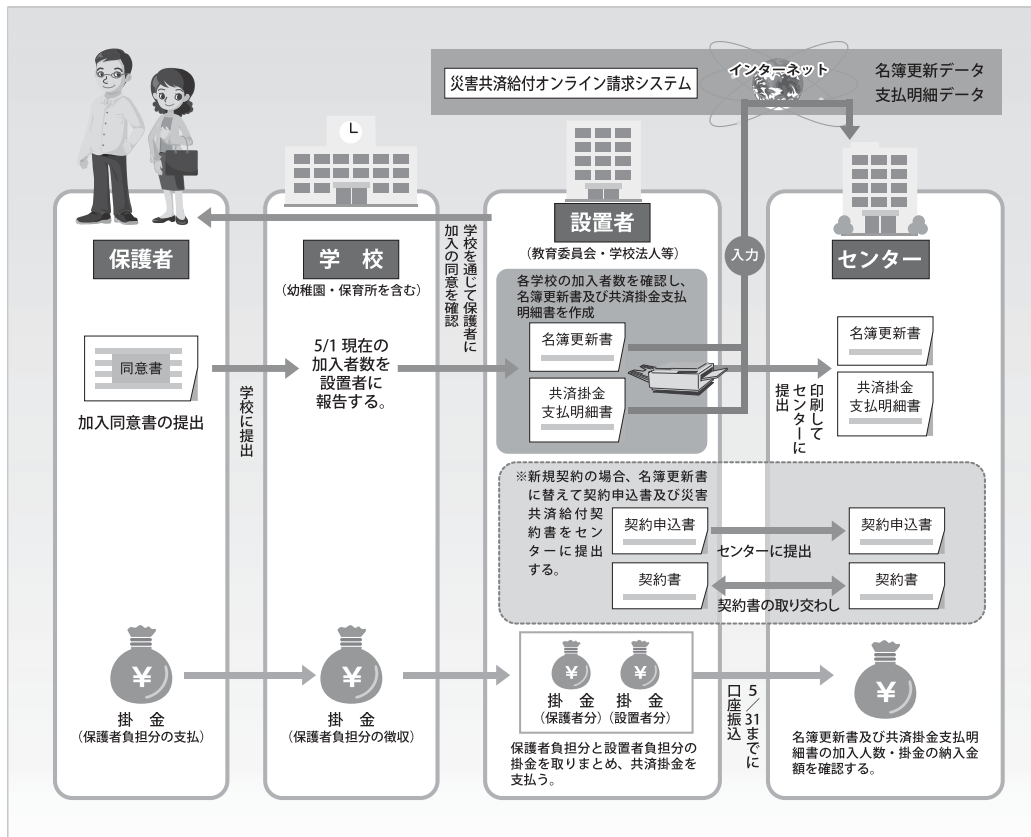 災害共済給付オンライン請求システム
インターネット
名簿更新データ
支払明細データ
保護者
学　校
(幼稚園・保育所を含む)
設置者
(教育委員会・学校法人等)
センター
入力
学校を通じて保護者に
加入の同意を確認
各学校の加入者数を確認し、
名簿更新書及び共済掛金支払
明細書を作成
同意書
加入同意書の提出
学校に提出
5/1 現在の
加入者数を
設置者に
報告する。
名簿更新書
共済掛金
支払明細書
印刷して
センターに
提出
名簿更新書
共済掛金
支払明細書
※新規契約の場合、名簿更新書
に替えて契約申込書及び災害
共済給付契
約書をセン
ターに提出
する。
契約申込書
センターに提出
契約申込書
契約書
契約書の取り交わし
契約書
¥
掛　金
(保護者負担分の支払)
¥
掛　金
(保護者負担分の徴収)
¥
掛　金
(保護者分)
¥
掛　金
(設置者分)
保護者負担分と設置者負担分の
掛金を取りまとめ、共済掛金を
支払う。
5／31までに
口座振込
¥
名簿更新書及び共済掛金支払明
細書の加入人数・掛金の納入金
額を確認する。